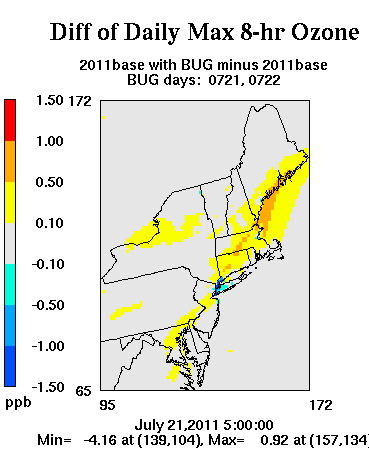 Diff of Daily Max 8-hr Ozone
2011base with BUG minus 2011base
BUG days: 0721, 0722
1.50
1.00
0.50
0.10
-0.10
-0.50
-1.00
-1.50
ppb
172
65
95
172
July 21,2011 5:00:00
Min= -4.16 at (139,104), Max= 0.92 at (157,134)